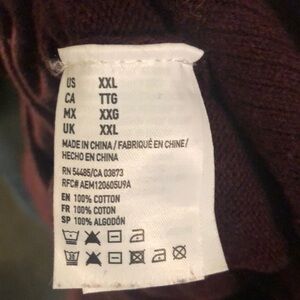 US XXL
CA TTG
MX XXG
UK XXL
MADE IN CHINA / FABRIQUÉ EN CHINE/
HECHO EN CHINA
RN 54485/CA 03873
RFC# AEM120605U9A
EN 100% COTTON
FR 100% COTON
SP 100% ALGODÓN